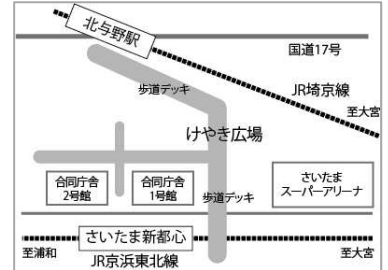 北与野駅
国道17号
歩道デッキ
JR埼京線
至大宮
けやき広場
合同庁舎
2号館
合同庁舎
1号館
歩道デッキ
さいたま
スーパーアリーナ
さいたま新都心
至浦和
至大宮
JR京浜東北線